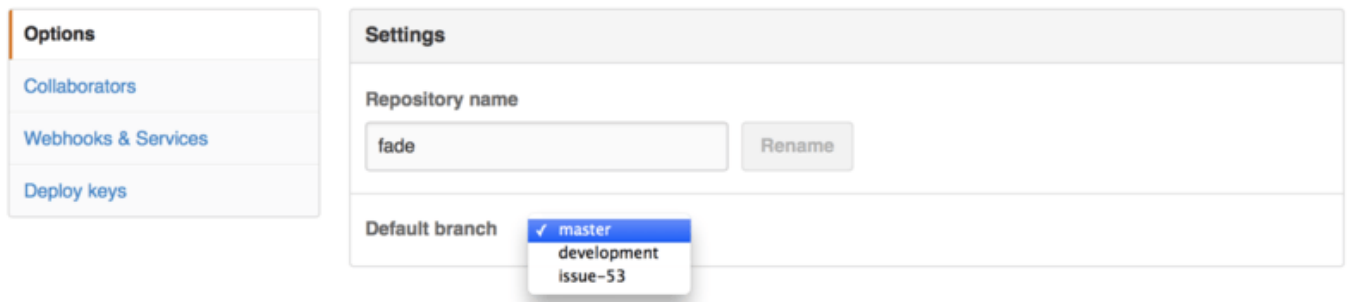 Options
Collaborators
Webhooks & Services
Deploy keys
Settings
Repository name
fade
Rename
Default branch
✓ master
development
issue-53